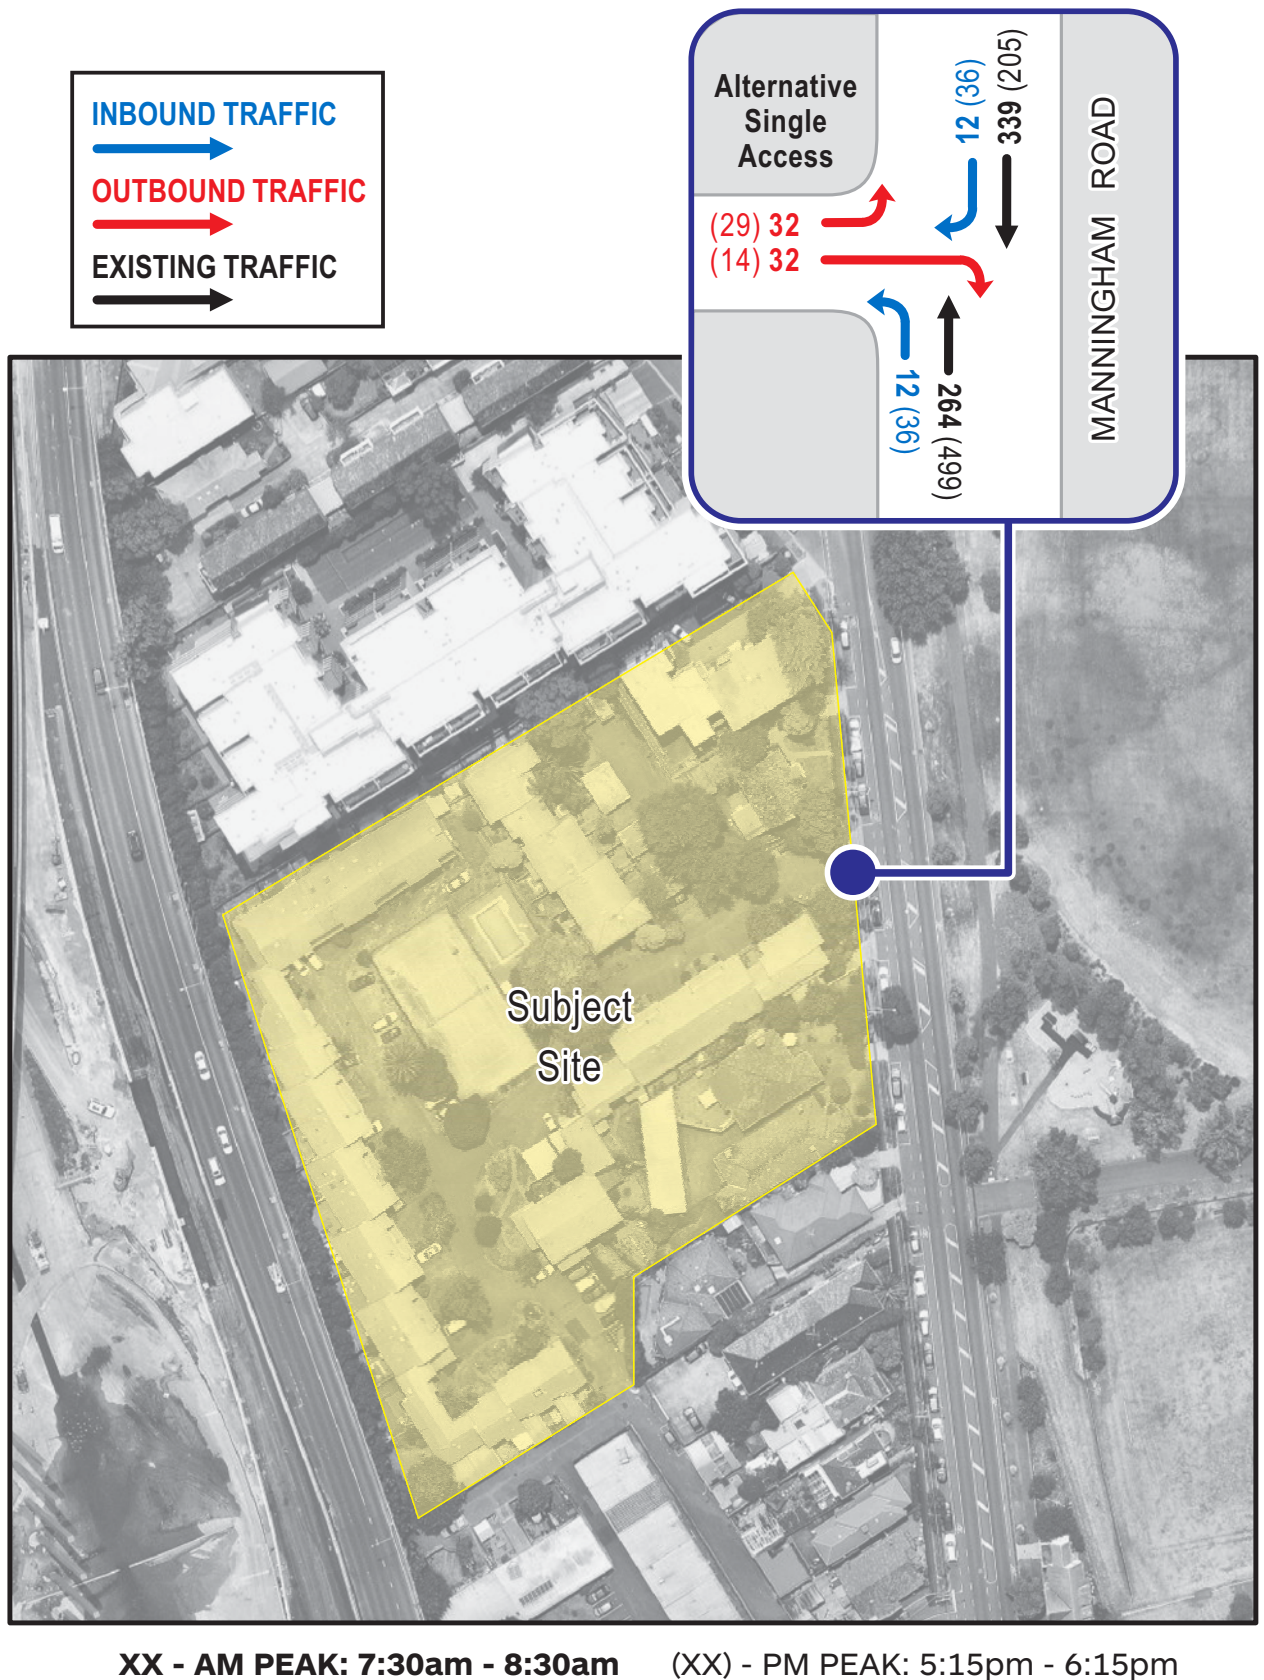 INBOUND TRAFFIC
OUTBOUND TRAFFIC
EXISTING TRAFFIC
Alternative
Single
Access
12 (36)
339 (205)
MANNINGHAM ROAD
(29) 32
(14) 32
12 (36)
264 (499)
Subject
Site
XX - AM PEAK: 7:30am - 8:30am (XX) - PM PEAK: 5:15pm - 6:15pm